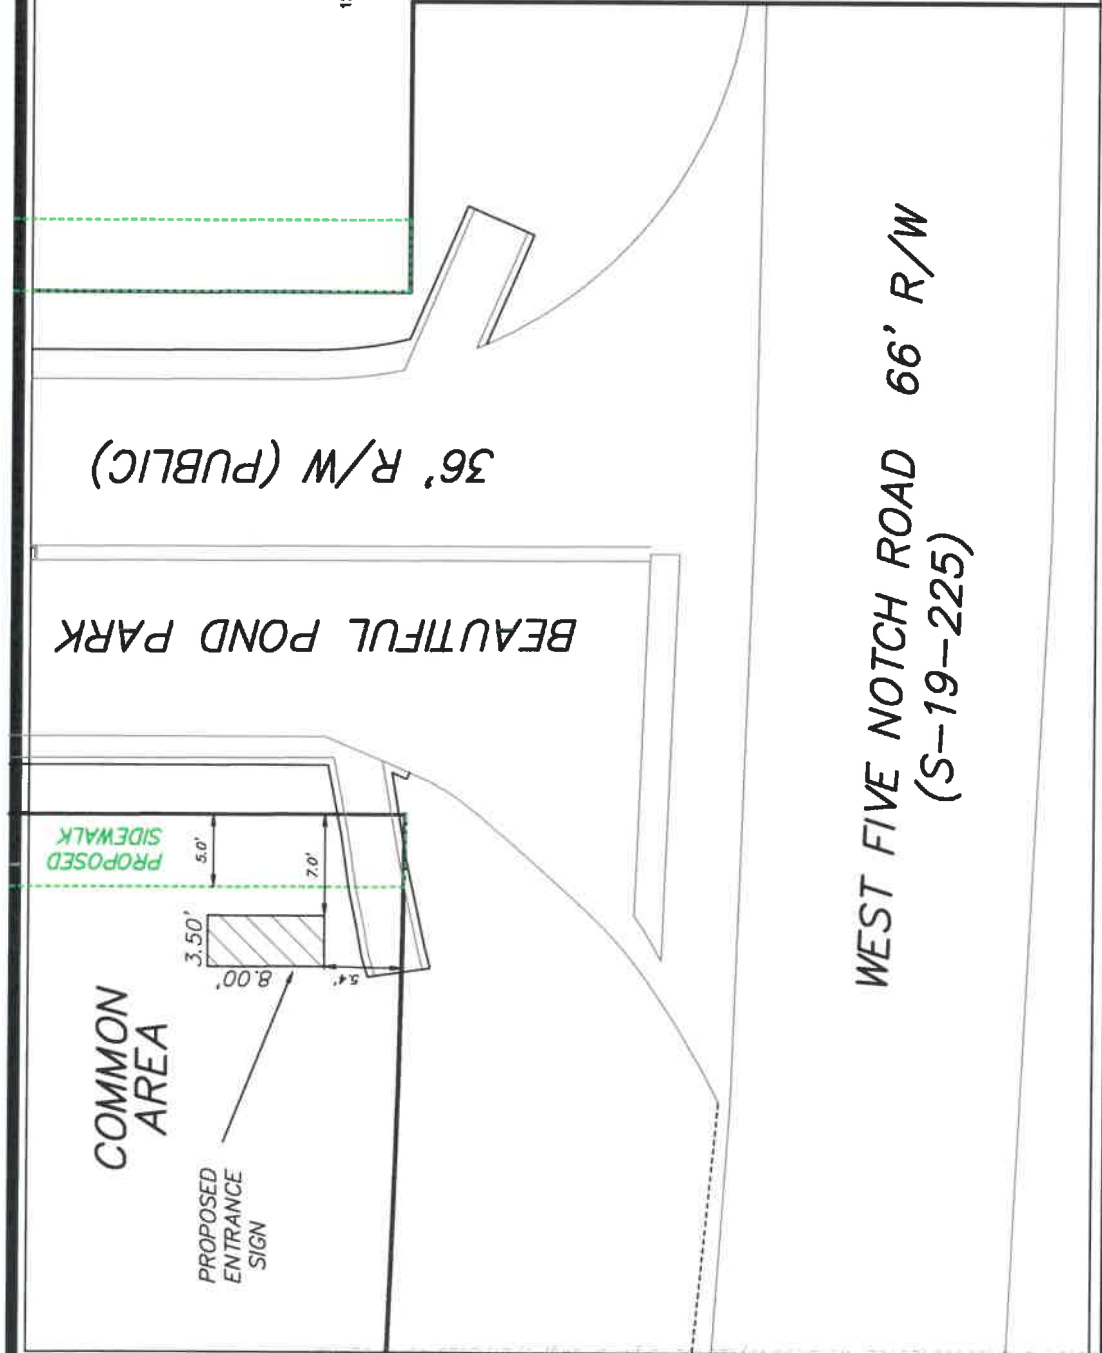 COMMON
AREA
PROPOSED
ENTRANCE
SIGN
3.50'
8.00'
5.4'
7.0'
5.0'
PROPOSED
SIDEWALK
BEAUTIFUL POND PARK
36' R/W (PUBLIC)
WEST FIVE NOTCH ROAD 66' R/W
(S-19-225)